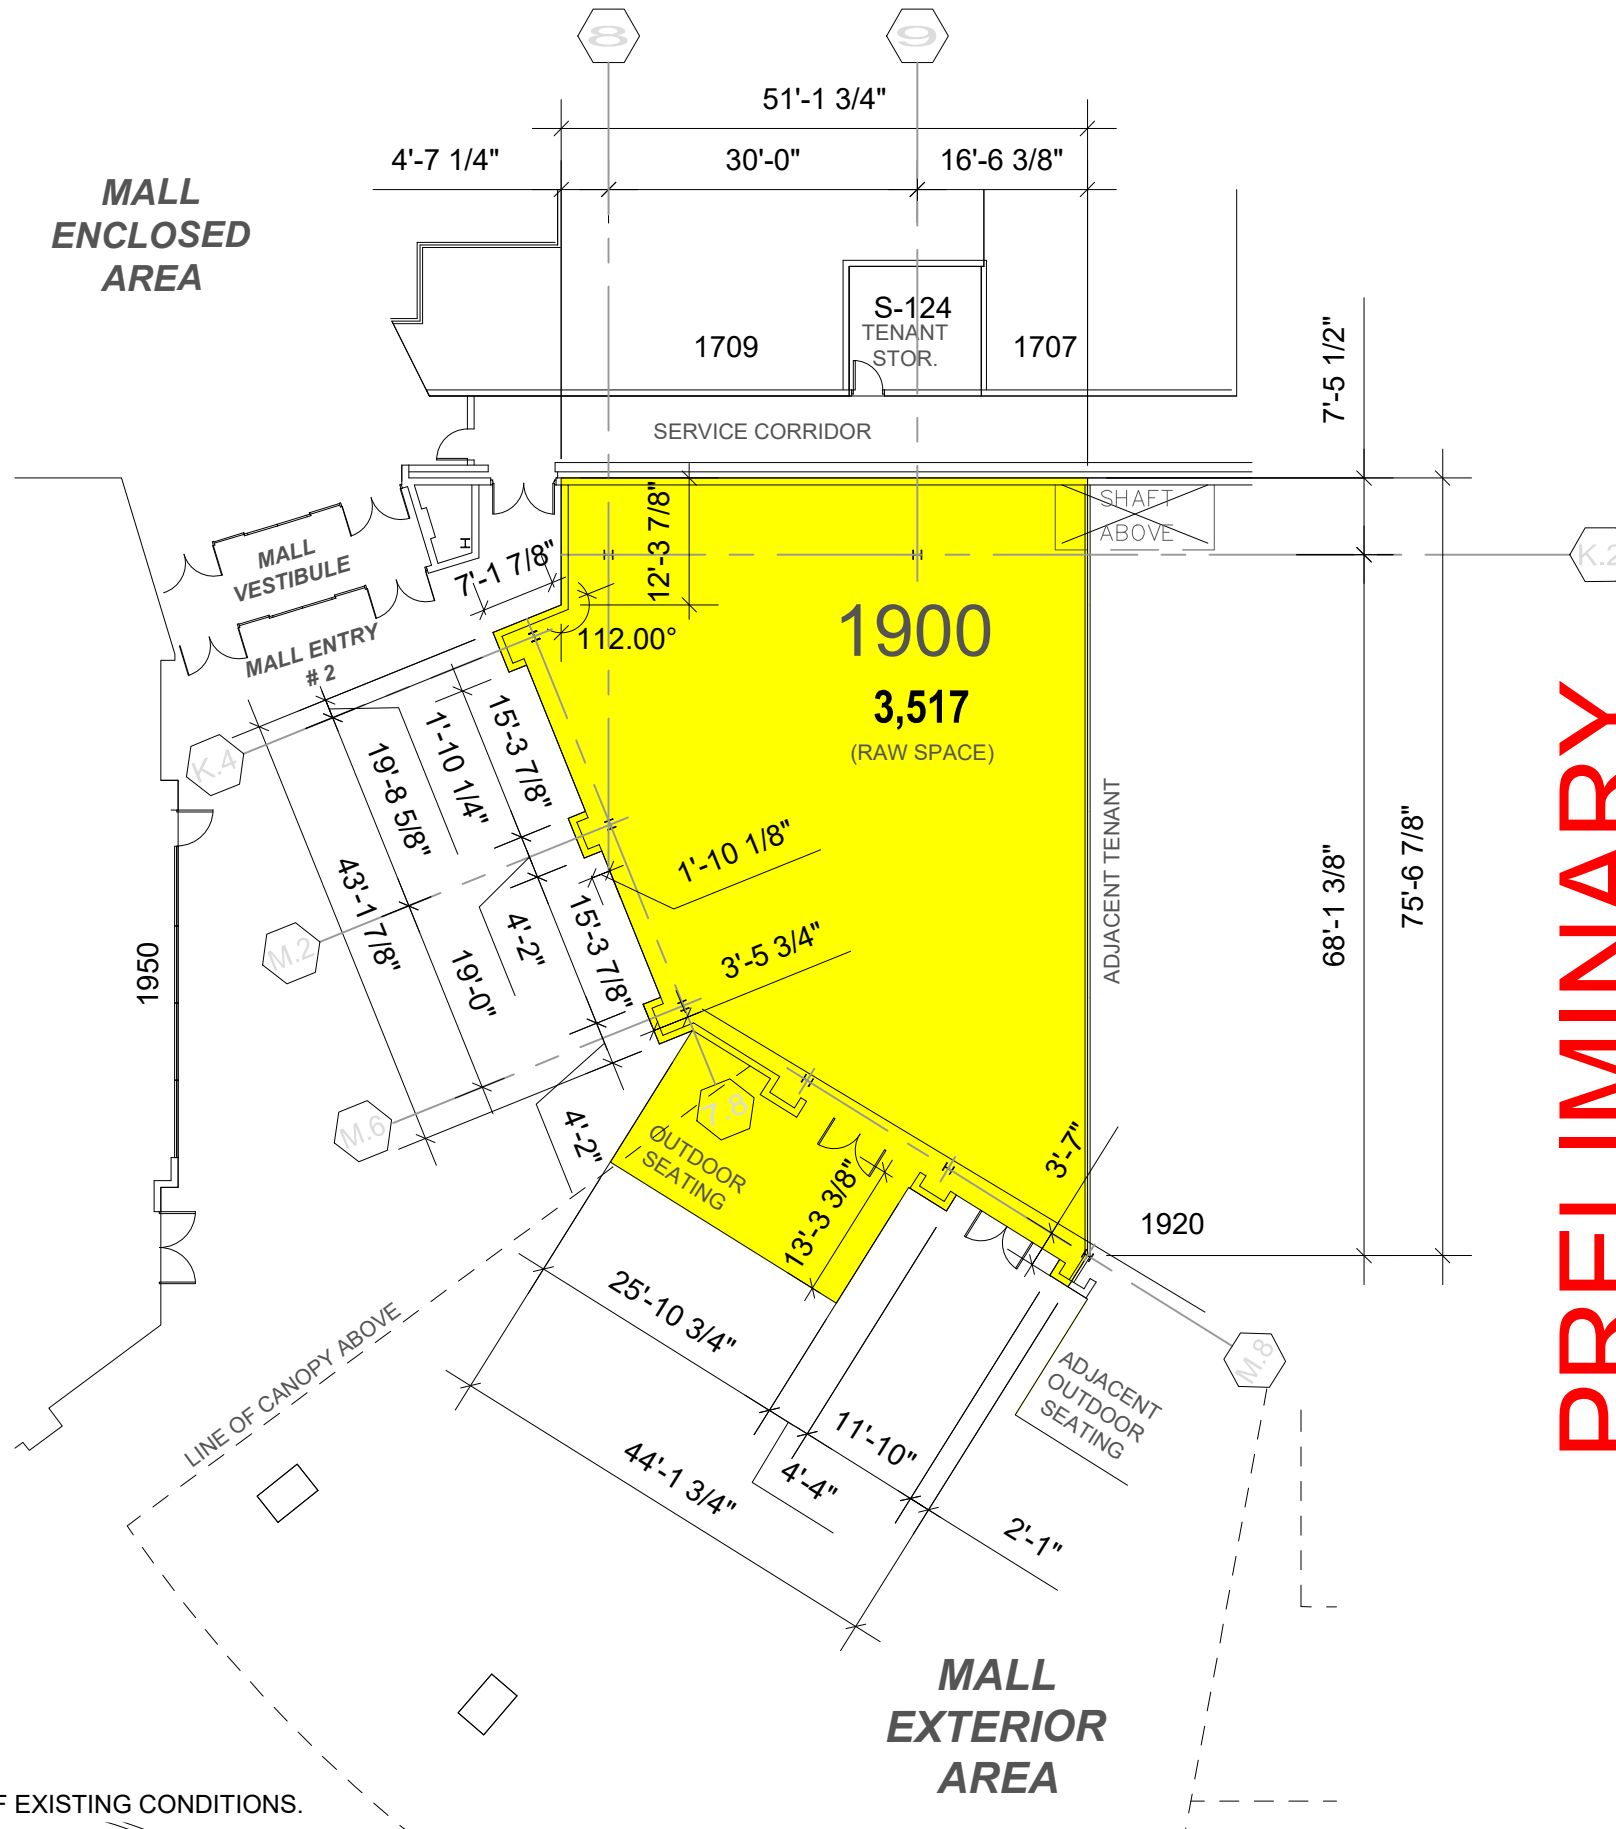 8
9
51'-1 3/4"
4'-7 1/4"
30'-0"
16'-6 3/8"
MALL
ENCLOSED
AREA
S-124
TENANT
STOR.
1709
1707
7'-5 1/2"
SERVICE CORRIDOR
SHAFT
ABOVE
12'-3 7/8"
MALL
VESTIBULE
H
7'-1 7/8"
K.2
1900
3,517
(RAW SPACE)
112.00°
MALL ENTRY
# 2
K.4
15'-3 7/8"
1'-10 1/4"
19'-8 5/8"
43'-1 7/8"
1'-10 1/8"
ADJACENT TENANT
68'-1 3/8"
75'-6 7/8"
PRELIMINARY
M.2
1950
4'-2"
15'-3 7/8"
19'-0"
3'-5 3/4"
M.6
7.8
4'-2"
OUTDOOR
SEATING
13'-3 3/8"
3'-7"
1920
25'-10 3/4"
LINE OF CANOPY ABOVE
M.8
ADJACENT
OUTDOOR
SEATING
11'-10"
44'-1 3/4"
4'-4"
2'-1"
MALL
EXTERIOR
AREA
F EXISTING CONDITIONS.